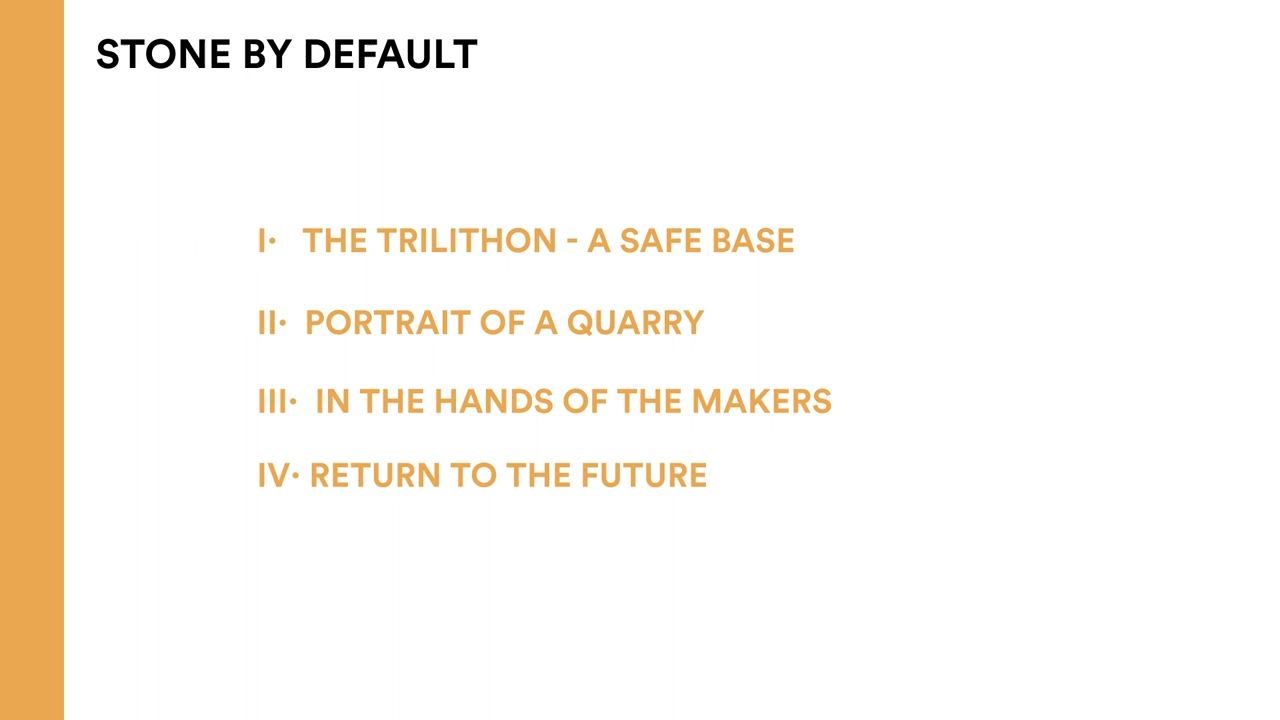 STONE BY DEFAULT
I· THE TRILITHON - A SAFE BASE
II· PORTRAIT OF A QUARRY
III· IN THE HANDS OF THE MAKERS
IV· RETURN TO THE FUTURE